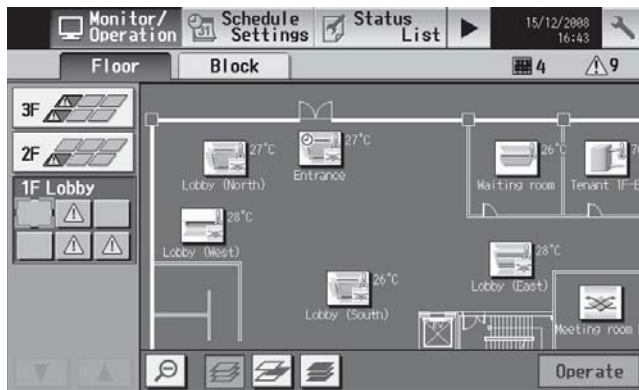 Monitor/
Operation
Schedule
Settings
Status
List
15/12/2008
16:43
Floor
Block
4
9
3F
2F
1F Lobby
27°C
Lobby (North)
27°C
Entrance
26°C
Waiting room
Tenant 1F-
28°C
Lobby (West)
26°C
Lobby (South)
28°C
Lobby (East)
Meeting room
Operate